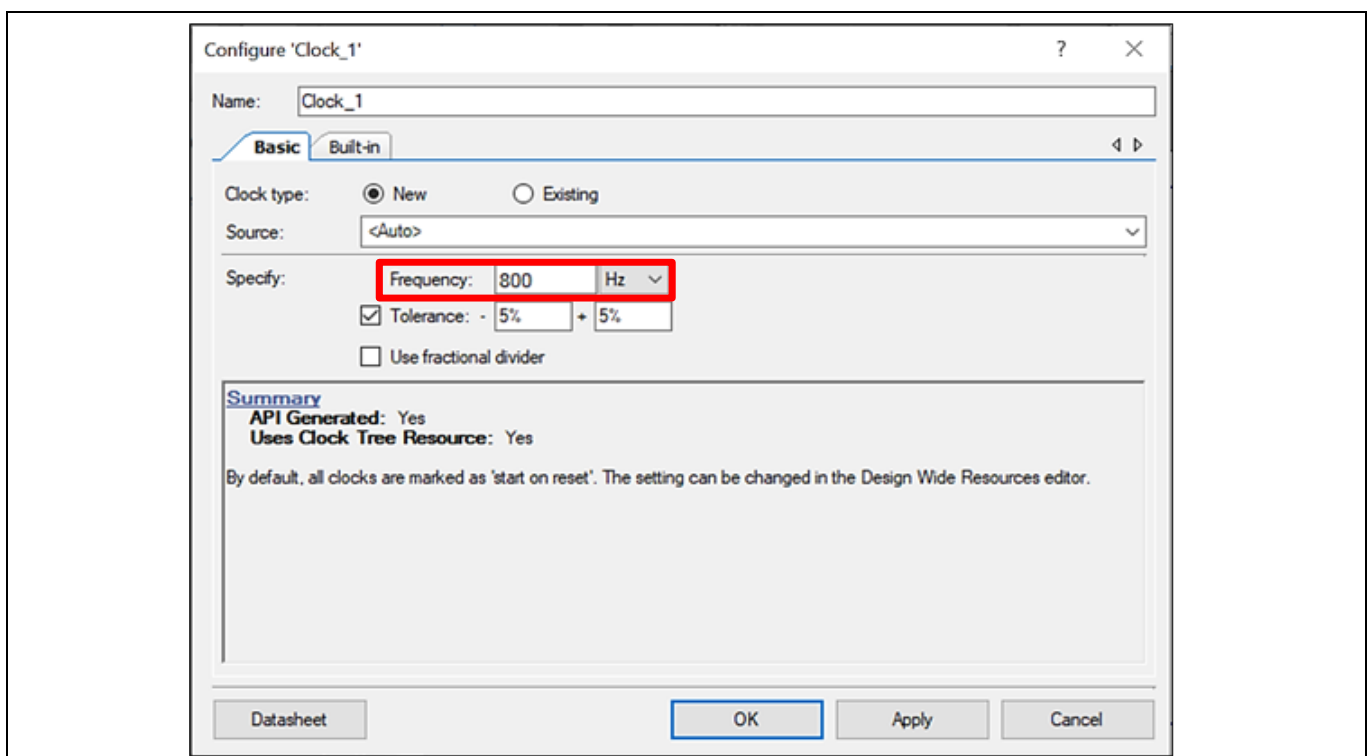 Configure 'Clock_1' ?
Name: Clock_1
Basic Built-in
Clock type: New Existing
Source: <Auto>
Specify: Frequency: 800 Hz
Tolerance: - 5% + 5%
Use fractional divider
Summary
API Generated: Yes
Uses Clock Tree Resource: Yes
By default, all clocks are marked as 'start on reset'. The setting can be changed in the Design Wide Resources editor.
Datasheet OK Apply Cancel